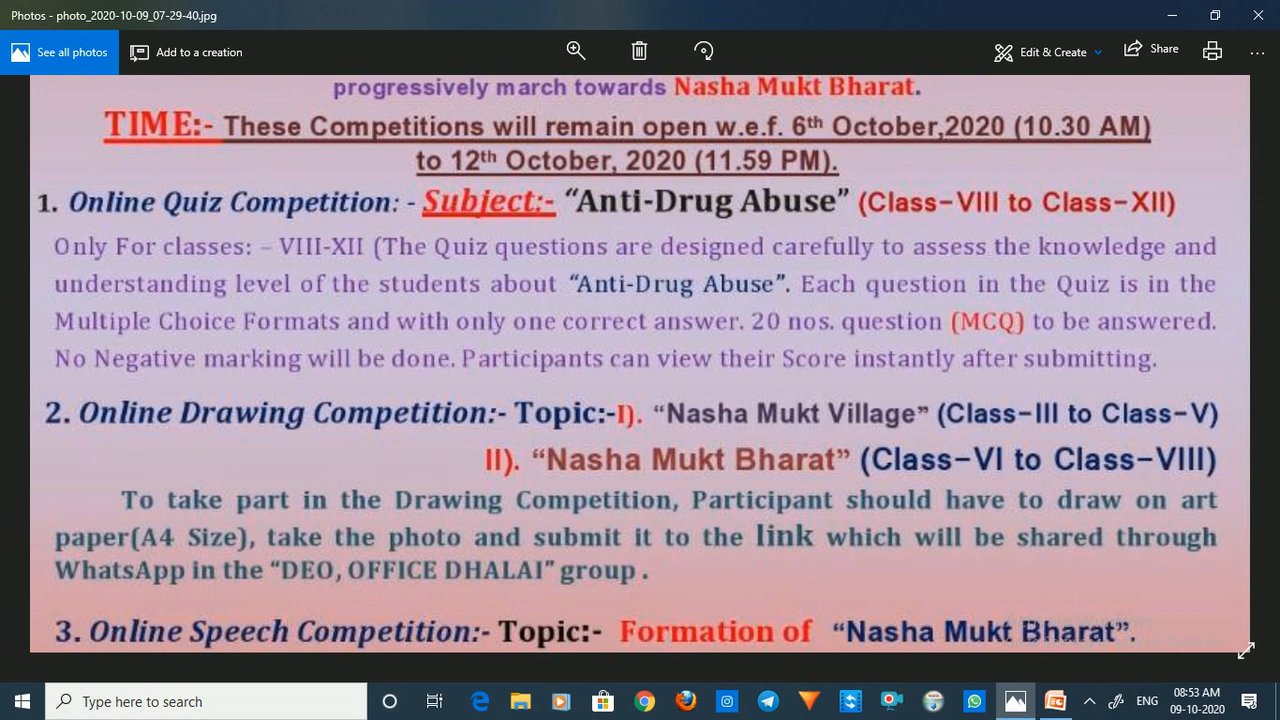 Photos - photo_2020-10-09_07-29-40.jpg
See all photos
Add to a creation
Edit & Create
Share
progressively march towards Nasha Mukt Bharat.
TIME:- These Competitions will remain open w.e.f. 6th October,2020 (10.30 AM)
to 12th October, 2020 (11.59 PM).
1. Online Quiz Competition: - Subject:- “Anti-Drug Abuse” (Class–VIII to Class–XII)
Only For classes: – VIII-XII (The Quiz questions are designed carefully to assess the knowledge and
understanding level of the students about “Anti-Drug Abuse”. Each question in the Quiz is in the
Multiple Choice Formats and with only one correct answer. 20 nos. question (MCQ) to be answered.
No Negative marking will be done. Participants can view their Score instantly after submitting.
2. Online Drawing Competition:- Topic:-I). “Nasha Mukt Village” (Class–III to Class–V)
II). “Nasha Mukt Bharat” (Class–VI to Class–VIII)
To take part in the Drawing Competition, Participant should have to draw on art
paper(A4 Size), take the photo and submit it to the link which will be shared through
WhatsApp in the “DEO, OFFICE DHALAI” group .
3. Online Speech Competition:- Topic:- Formation of “Nasha Mukt Bharat”.
Type here to search
ENG
08:53 AM
09-10-2020